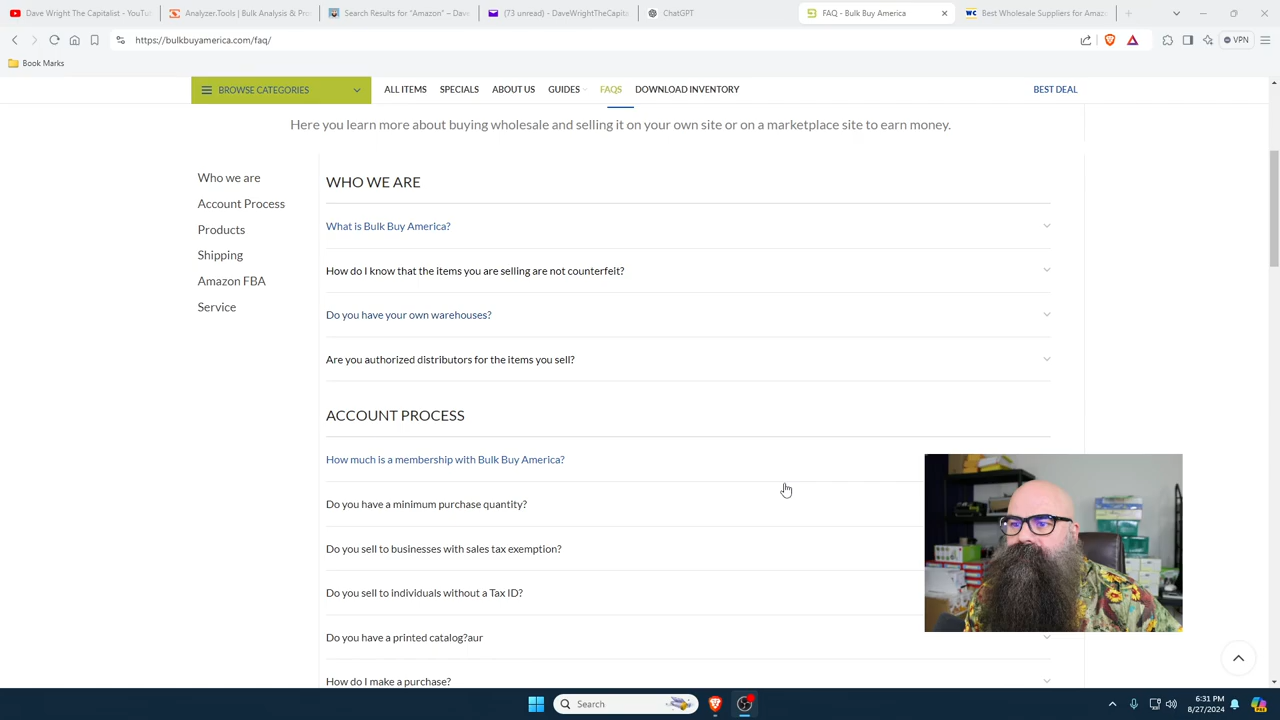 Dave Wright The Capitalist - YouTu
Analyzer.Tools | Bulk Analysis & Pro
Search Results for "Amazon" - Dave
(73 unread) - DaveWrightTheCapita
ChatGPT
FAQ - Bulk Buy America
Best Wholesale Suppliers for Amazo
https://bulkbuyamerica.com/faq/
VPN
Book Marks
BROWSE CATEGORIES
ALL ITEMS
SPECIALS
ABOUT US
GUIDES
FAQS
DOWNLOAD INVENTORY
BEST DEAL
Here you learn more about buying wholesale and selling it on your own site or on a marketplace site to earn money.
Who we are
Account Process
Products
Shipping
Amazon FBA
Service
WHO WE ARE
What is Bulk Buy America?
How do I know that the items you are selling are not counterfeit?
Do you have your own warehouses?
Are you authorized distributors for the items you sell?
ACCOUNT PROCESS
How much is a membership with Bulk Buy America?
Do you have a minimum purchase quantity?
Do you sell to businesses with sales tax exemption?
Do you sell to individuals without a Tax ID?
Do you have a printed catalog?aur
How do I make a purchase?
Search
6:31 PM
8/27/2024